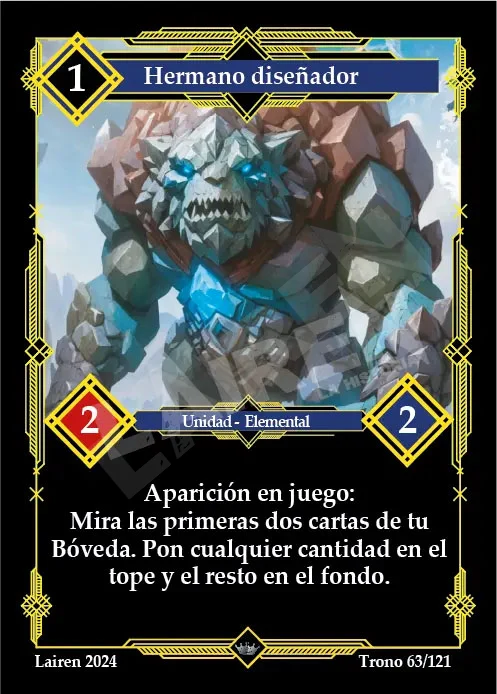 1
Hermano diseñador
2
Unidad - Elemental
2
Aparición en juego:
Mira las primeras dos cartas de tu
Bóveda. Pon cualquier cantidad en el
tope y el resto en el fondo.
Lairen 2024
Trono 63/121